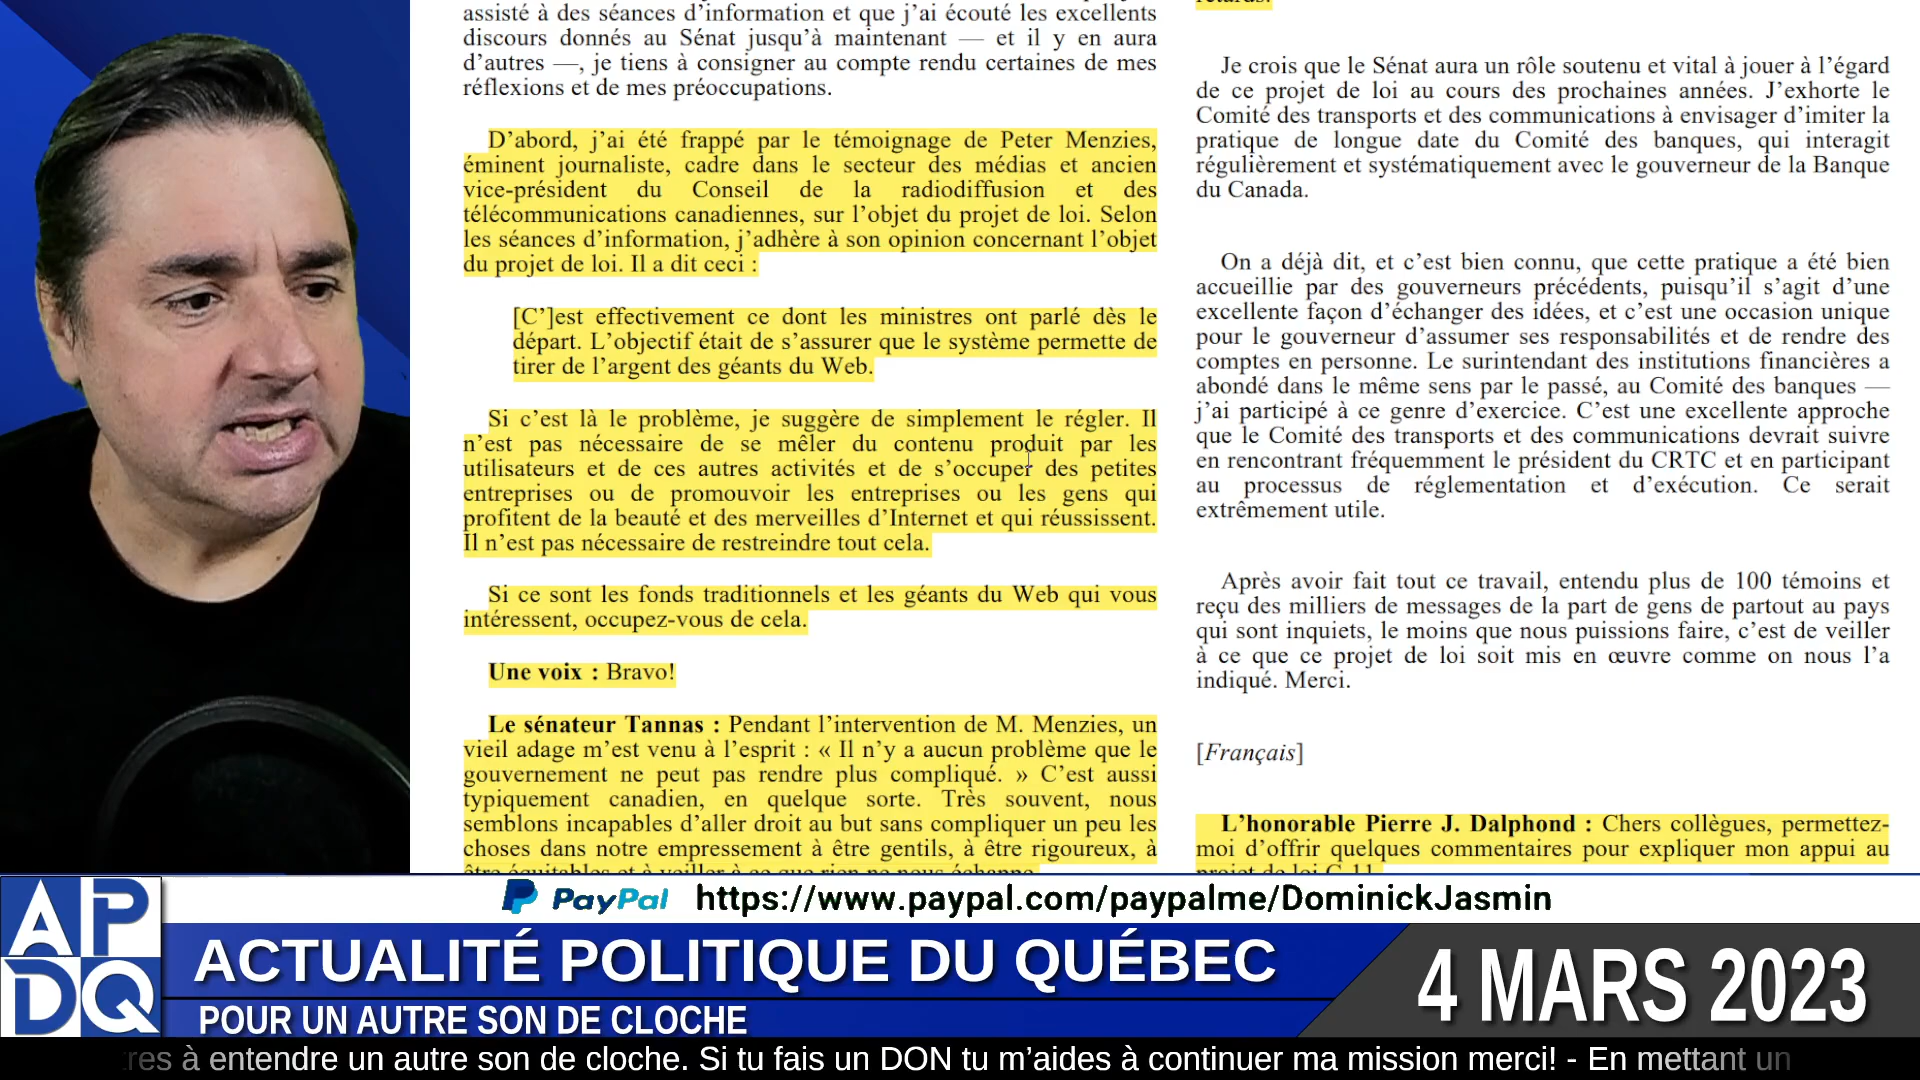 assisté à des séances d'information et que j'ai écouté les excellents
discours donnés au Sénat jusqu'à maintenant — et il y en aura
d'autres —, je tiens à consigner au compte rendu certaines de mes
réflexions et de mes préoccupations.
D'abord, j'ai été frappé par le témoignage de Peter Menzies,
éminent journaliste, cadre dans le secteur des médias et ancien
vice-président du Conseil de la radiodiffusion et des
télécommunications canadiennes, sur l'objet du projet de loi. Selon
les séances d'information, j'adhère à son opinion concernant l'objet
du projet de loi. Il a dit ceci :
[C']est effectivement ce dont les ministres ont parlé dès le
départ. L'objectif était de s'assurer que le système permette de
tirer de l'argent des géants du Web.
Si c'est là le problème, je suggère de simplement le régler. Il
n'est pas nécessaire de se mêler du contenu produit par les
utilisateurs et de ces autres activités et de s'occuper des petites
entreprises ou de promouvoir les entreprises ou les gens qui
profitent de la beauté et des merveilles d'Internet et qui réussissent.
Il n'est pas nécessaire de restreindre tout cela.
Si ce sont les fonds traditionnels et les géants du Web qui vous
intéressent, occupez-vous de cela.
Une voix : Bravo!
Le sénateur Tannas : Pendant l'intervention de M. Menzies, un
vieil adage m'est venu à l'esprit : « Il n'y a aucun problème que le
gouvernement ne peut pas rendre plus compliqué. » C'est aussi
typiquement canadien, en quelque sorte. Très souvent, nous
semblons incapables d'aller droit au but sans compliquer un peu les
choses dans notre empressement à être gentils, à être rigoureux, à
être équitables et à veiller à ce que rien ne nous échappe.
retards.
Je crois que le Sénat aura un rôle soutenu et vital à jouer à l'égard
de ce projet de loi au cours des prochaines années. J'exhorte le
Comité des transports et des communications à envisager d'imiter la
pratique de longue date du Comité des banques, qui interagit
régulièrement et systématiquement avec le gouverneur de la Banque
du Canada.
On a déjà dit, et c'est bien connu, que cette pratique a été bien
accueillie par des gouverneurs précédents, puisqu'il s'agit d'une
excellente façon d'échanger des idées, et c'est une occasion unique
pour le gouverneur d'assumer ses responsabilités et de rendre des
comptes en personne. Le surintendant des institutions financières a
abondé dans le même sens par le passé, au Comité des banques —
j'ai participé à ce genre d'exercice. C'est une excellente approche
que le Comité des transports et des communications devrait suivre
en rencontrant fréquemment le président du CRTC et en participant
au processus de réglementation et d'exécution. Ce serait
extrêmement utile.
Après avoir fait tout ce travail, entendu plus de 100 témoins et
reçu des milliers de messages de la part de gens de partout au pays
qui sont inquiets, le moins que nous puissions faire, c'est de veiller
à ce que ce projet de loi soit mis en œuvre comme on nous l'a
indiqué. Merci.
[Français]
L'honorable Pierre J. Dalphond : Chers collègues, permettez-
moi d'offrir quelques commentaires pour expliquer mon appui au
projet de loi C-11.
PayPal https://www.paypal.com/paypalme/DominickJasmin
APDQ
ACTUALITÉ POLITIQUE DU QUÉBEC
POUR UN AUTRE SON DE CLOCHE
4 MARS 2023
res à entendre un autre son de cloche. Si tu fais un DON tu m'aides à continuer ma mission merci! - En mettant un